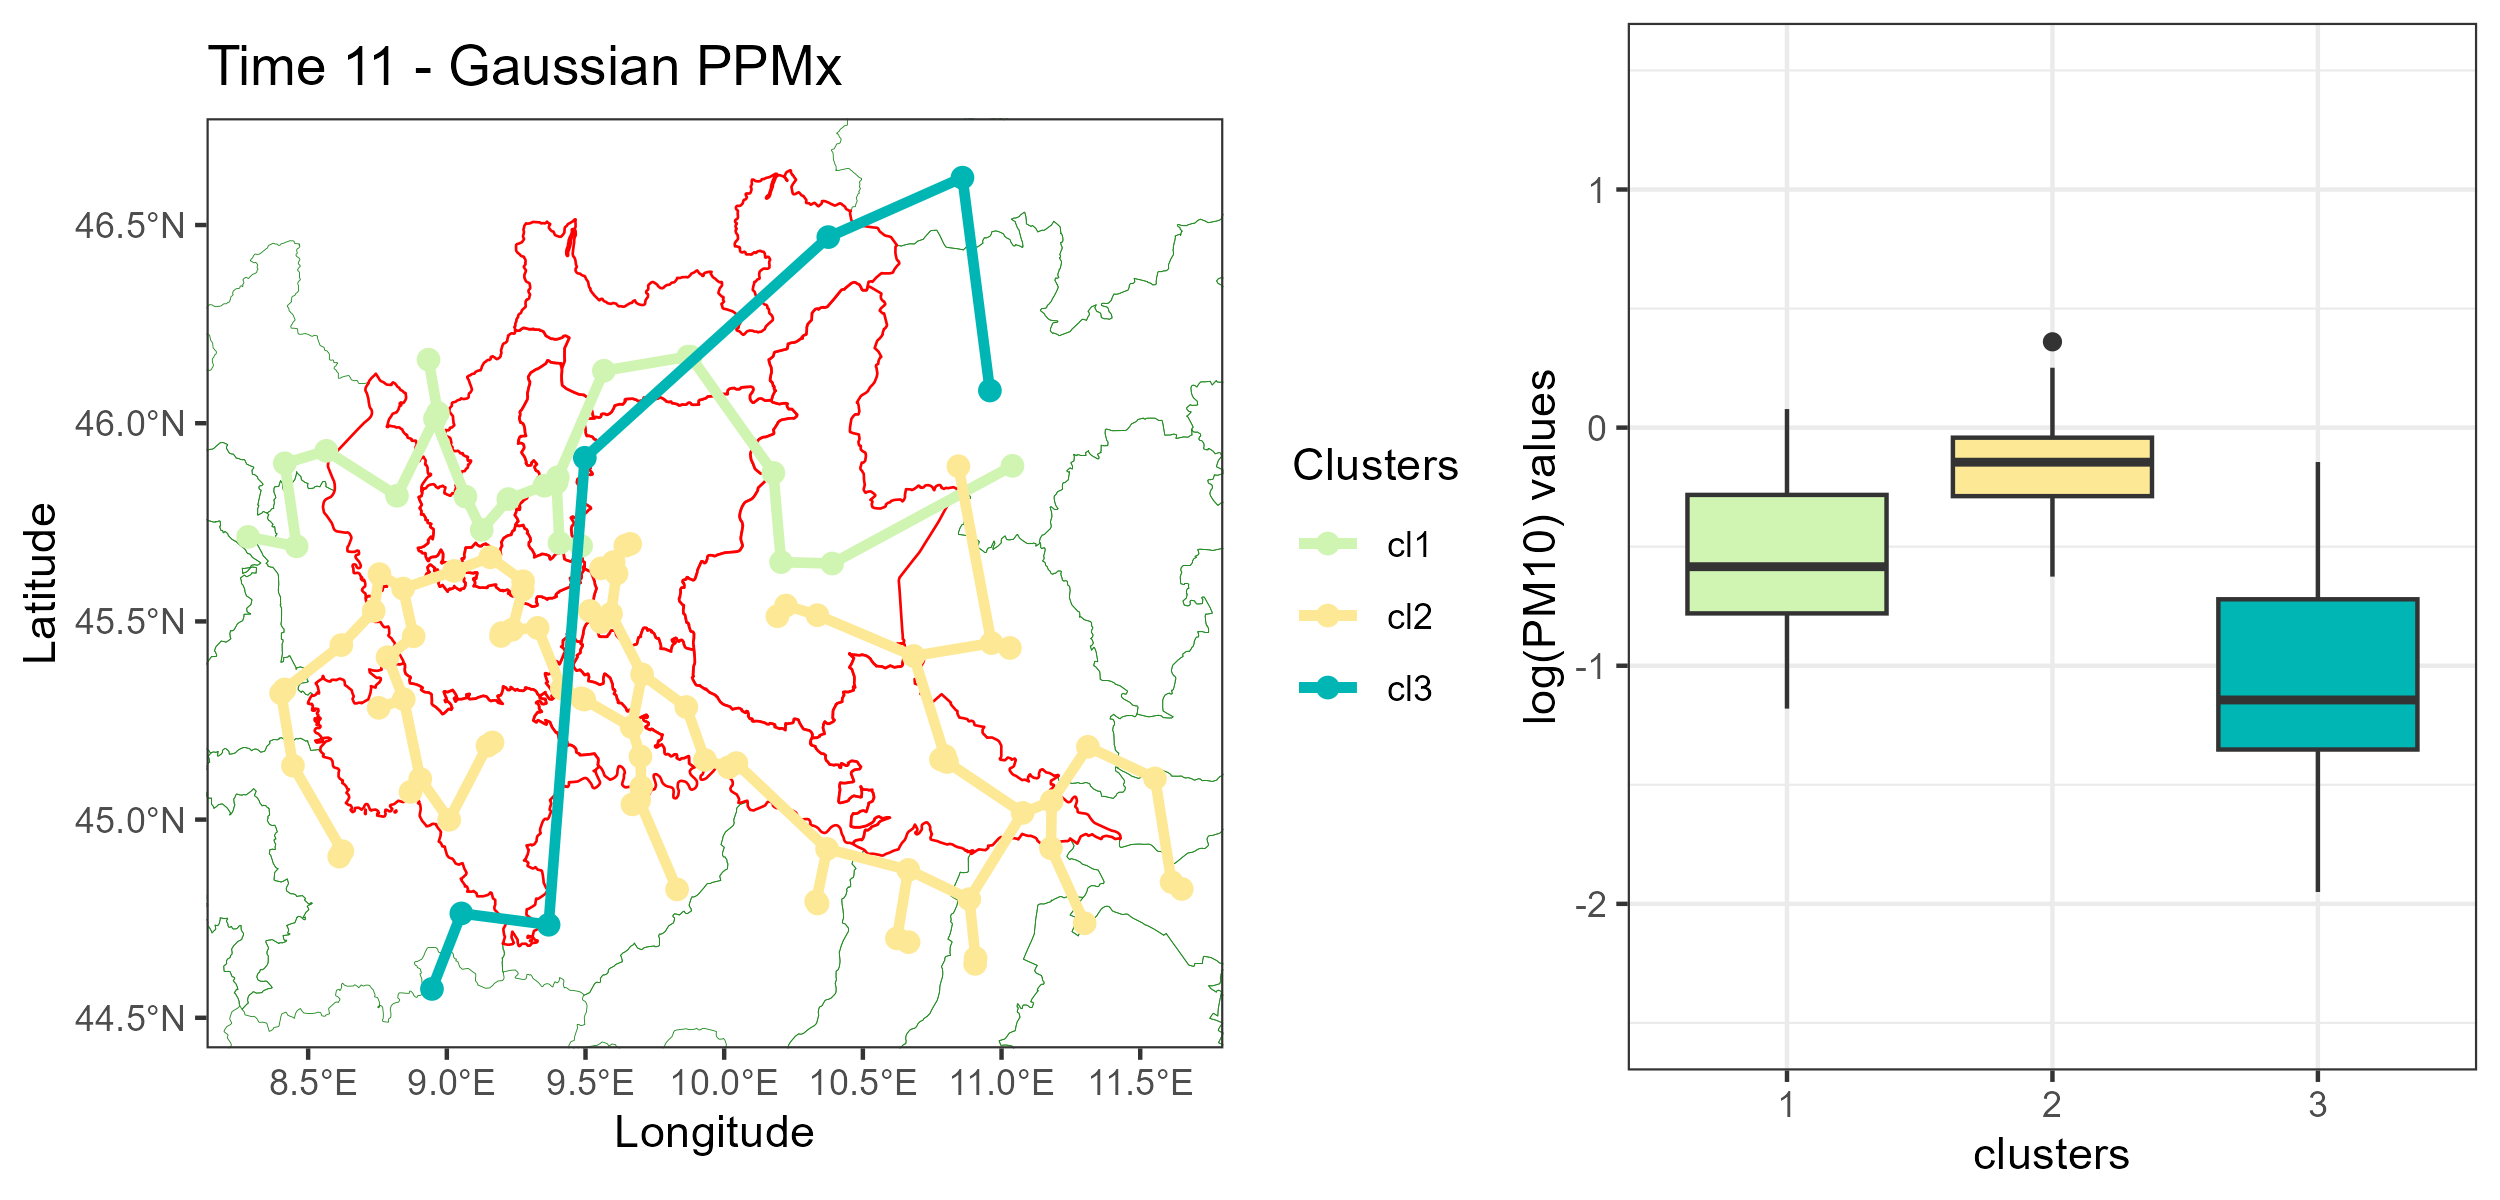 Time 11 - Gaussian PPMx
Latitude
46.5°N
46.0°N
45.5°N
45.0°N
44.5°N
8.5°E
9.0°E
9.5°E
10.0°E
10.5°E
11.0°E
11.5°E
Longitude
Clusters
cl1
cl2
cl3
log(PM10) values
1
0
-1
-2
1
2
3
clusters